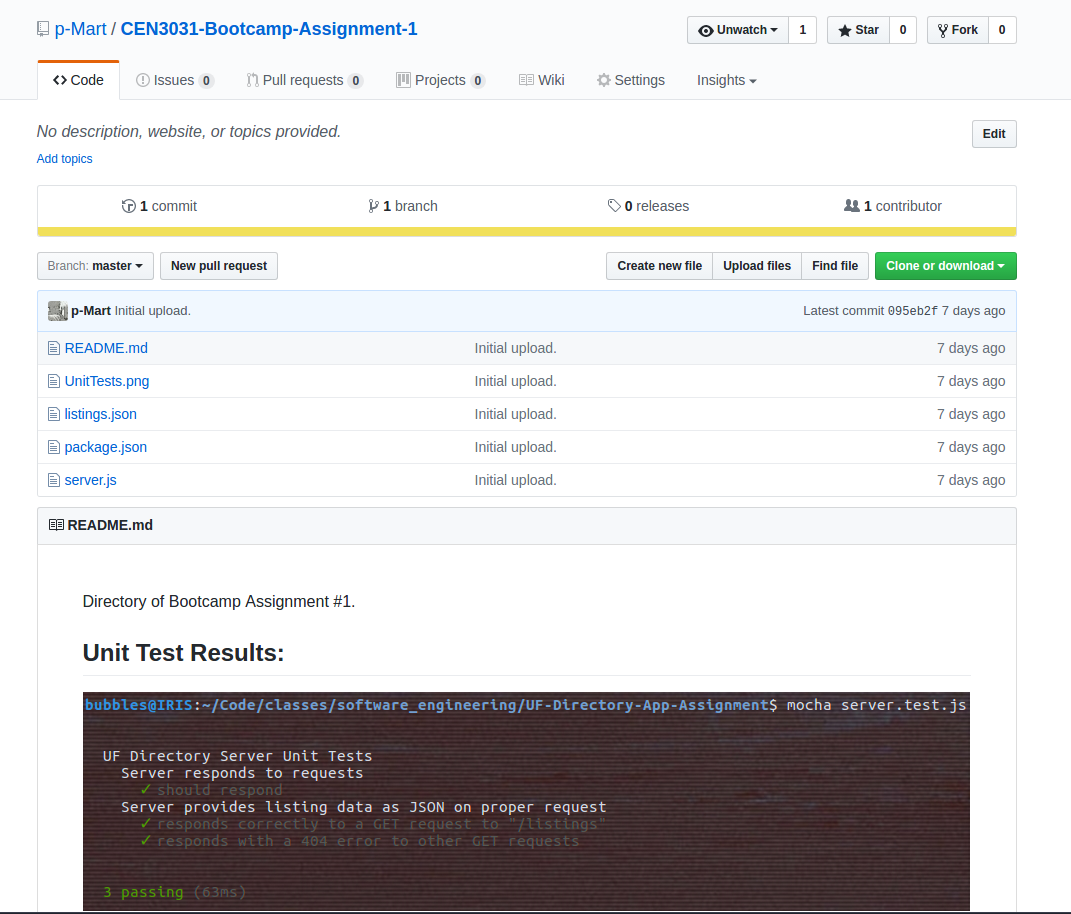 p-Mart / CEN3031-Bootcamp-Assignment-1
Unwatch 1 Star 0 Fork 0
Code Issues 0 Pull requests 0 Projects 0 Wiki Settings Insights
No description, website, or topics provided.
Edit
Add topics
1 commit 1 branch 0 releases 1 contributor
Branch: master New pull request Create new file Upload files Find file Clone or download
p-Mart Initial upload. Latest commit 095eb2f 7 days ago
README.md Initial upload. 7 days ago
UnitTests.png Initial upload. 7 days ago
listings.json Initial upload. 7 days ago
package.json Initial upload. 7 days ago
server.js Initial upload. 7 days ago
README.md
Directory of Bootcamp Assignment #1.
Unit Test Results:
bubbles@IRIS:~/Code/classes/software_engineering/UF-Directory-App-Assignment$ mocha server.test.js
UF Directory Server Unit Tests
Server responds to requests
✓ should respond
Server provides listing data as JSON on proper request
✓ responds correctly to a GET request to "/listings"
✓ responds with a 404 error to other GET requests
3 passing (63ms)